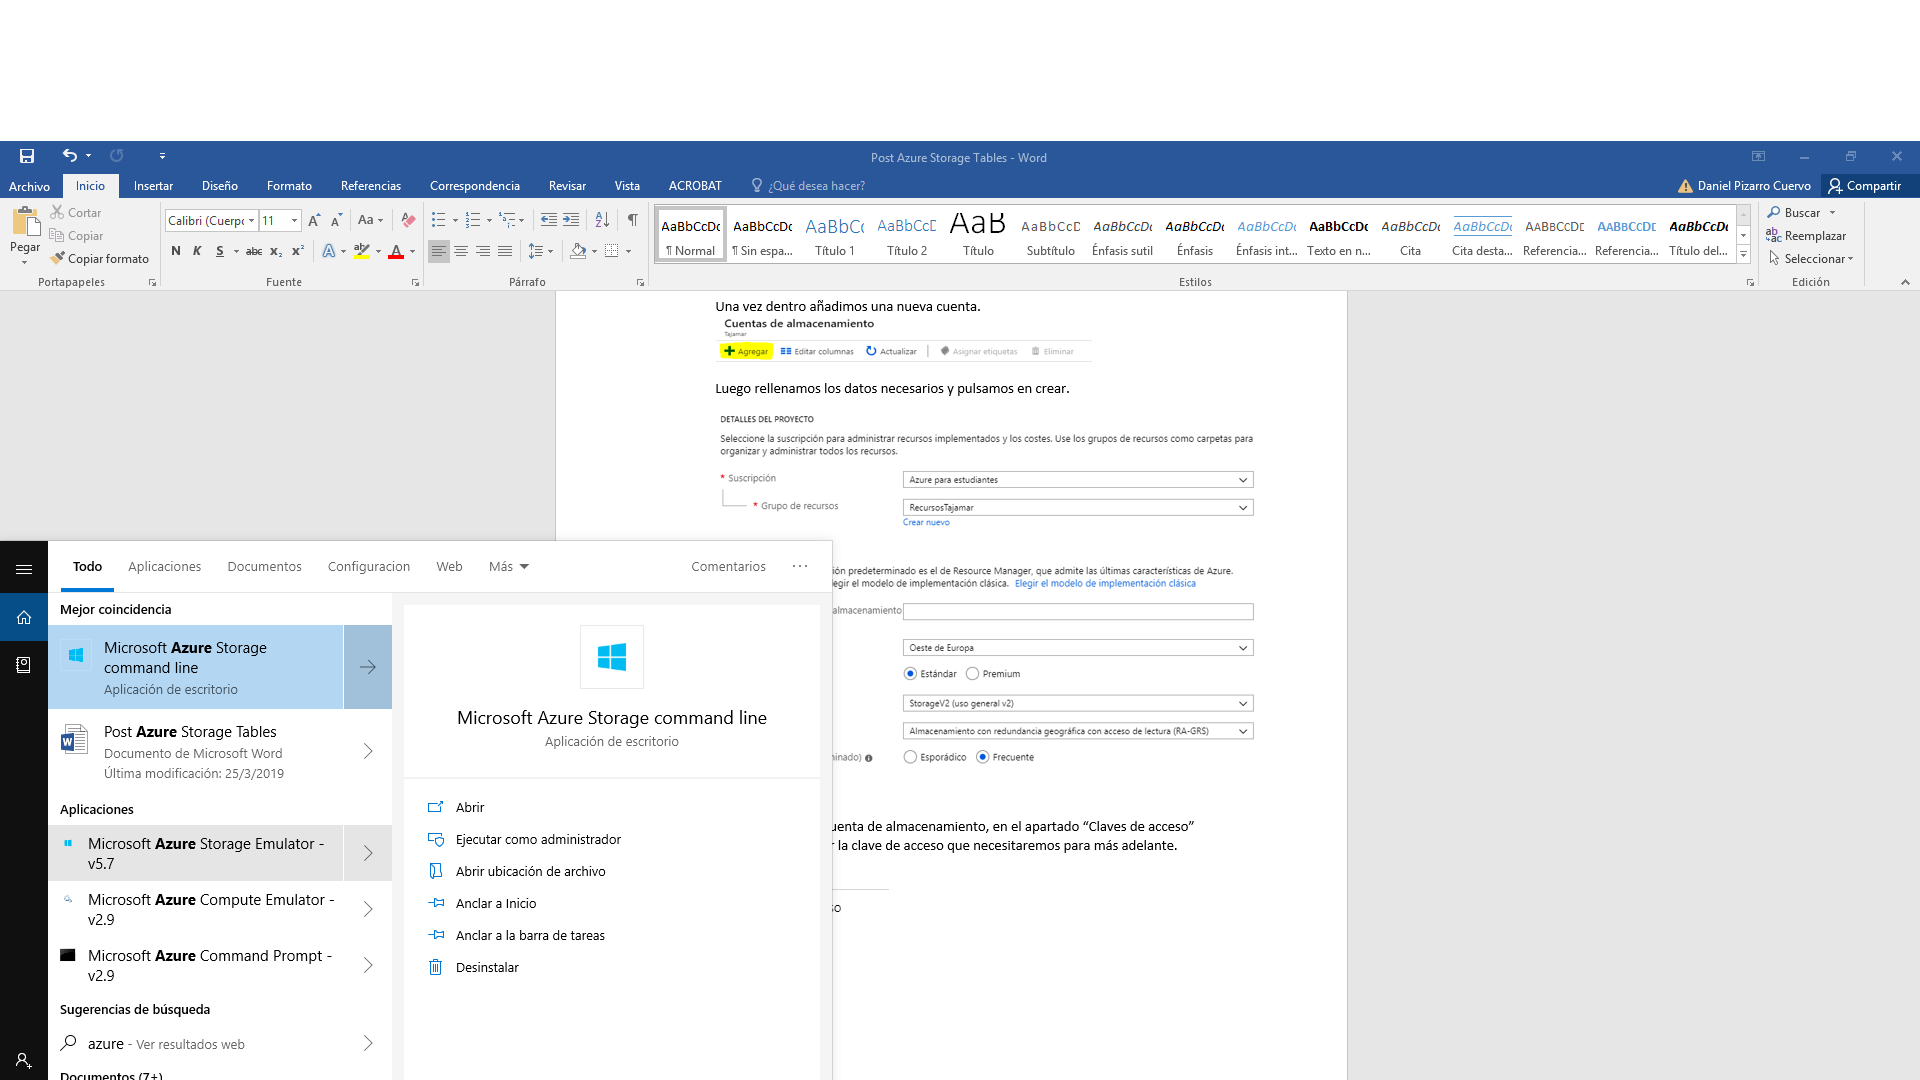 Post Azure Storage Tables - Word
Archivo Inicio Insertar Diseño Formato Referencias Correspondencia Revisar Vista ACROBAT ¿Qué desea hacer? Daniel Pizarro Cuervo Compartir
Pegar
Cortar
Copiar
Copiar formato
Portapapeles
Calibri (Cuerpo 11
Aa
N K S abc x₂ x²
A A
Fuente
Párrafo
AaBbCcDc AaBbCcDc AaBbCc AaBbCcD AaB AaBbCcD AaBbCcDc AaBbCcDc AaBbCcDc AaBbCcDc AaBbCcDc AaBbCcDc AABBCCDD AABBCCDD AaBbCcDc
¶ Normal ¶ Sin espa... Título 1 Título 2 Título Subtítulo Énfasis sutil Énfasis Énfasis int... Texto en n... Cita Cita desta... Referencia... Referencia... Título del...
Estilos
Buscar
Reemplazar
Seleccionar
Edición
Una vez dentro añadimos una nueva cuenta.
Cuentas de almacenamiento
Tajamar
Agregar Editar columnas Actualizar Asignar etiquetas Eliminar
Luego rellenamos los datos necesarios y pulsamos en crear.
DETALLES DEL PROYECTO
Seleccione la suscripción para administrar recursos implementados y los costes. Use los grupos de recursos como carpetas para
organizar y administrar todos los recursos.
* Suscripción Azure para estudiantes
* Grupo de recursos RecursosTajamar
Crear nuevo
ión predeterminado es el de Resource Manager, que admite las últimas características de Azure.
legir el modelo de implementación clásica. Elegir el modelo de implementación clásica
almacenamiento
Oeste de Europa
Estándar Premium
StorageV2 (uso general v2)
Almacenamiento con redundancia geográfica con acceso de lectura (RA-GRS)
inado) Esporádico Frecuente
uenta de almacenamiento, en el apartado “Claves de acceso”
r la clave de acceso que necesitaremos para más adelante.
so
Todo Aplicaciones Documentos Configuracion Web Más Comentarios ...
Mejor coincidencia
Microsoft Azure Storage
command line
Aplicación de escritorio
Post Azure Storage Tables
Documento de Microsoft Word
Última modificación: 25/3/2019
Aplicaciones
Microsoft Azure Storage Emulator -
v5.7
Microsoft Azure Compute Emulator -
v2.9
Microsoft Azure Command Prompt -
v2.9
Sugerencias de búsqueda
azure - Ver resultados web
Documentos (7+)
Microsoft Azure Storage command line
Aplicación de escritorio
Abrir
Ejecutar como administrador
Abrir ubicación de archivo
Anclar a Inicio
Anclar a la barra de tareas
Desinstalar